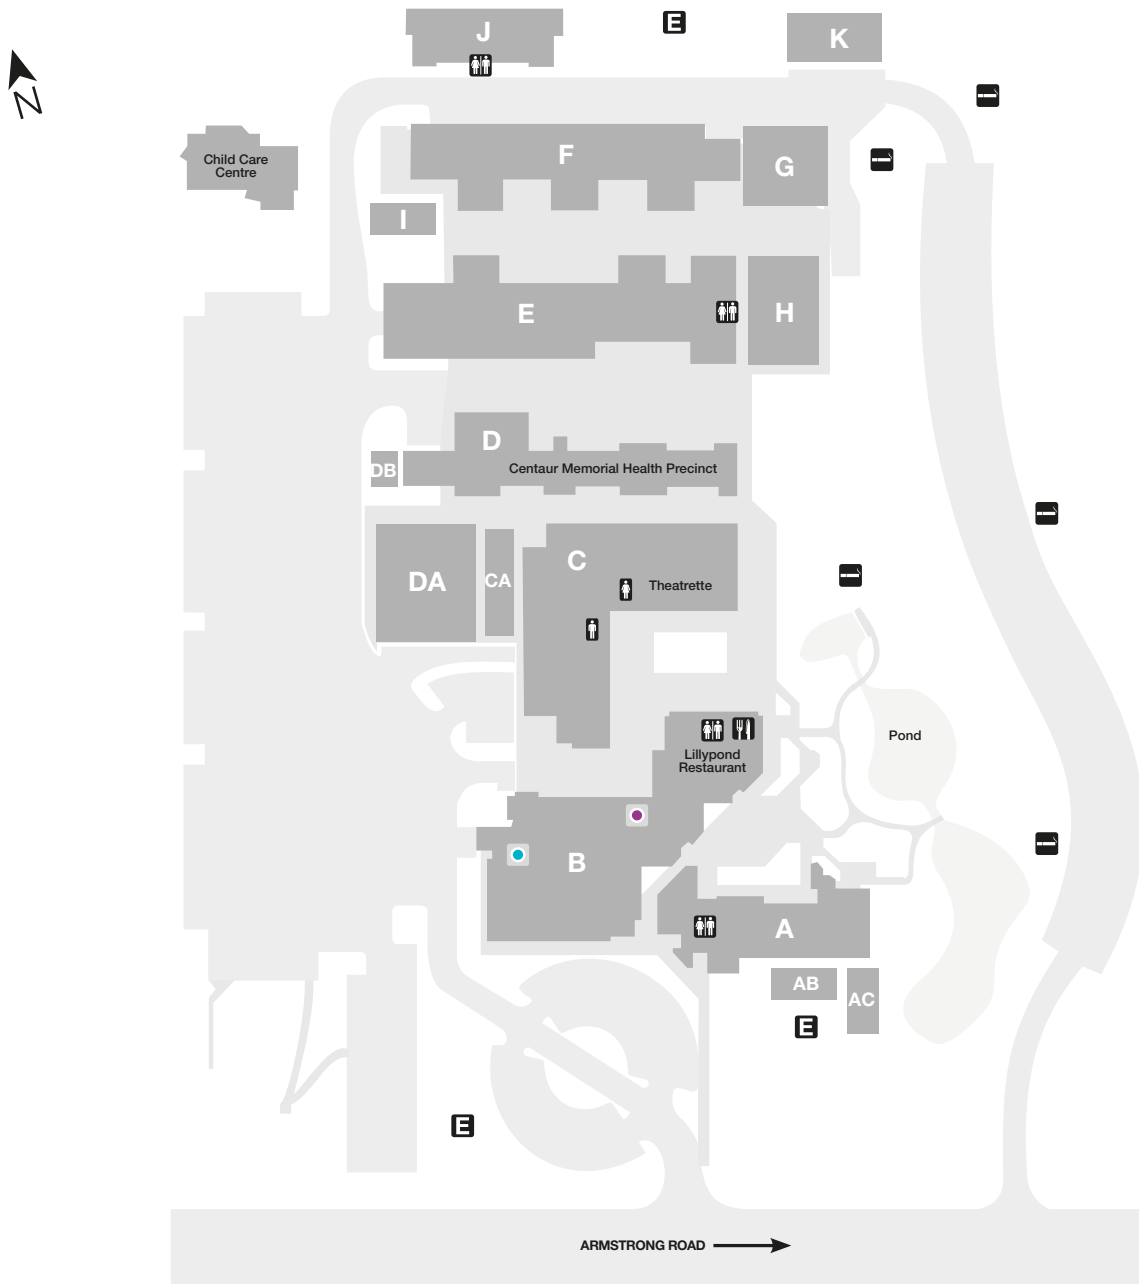 J
E
K
N
Child Care
Centre
F
G
I
E
H
D
DB
Centaur Memorial Health Precinct
DA
CA
C
Theatrette
Pond
Lillypond
Restaurant
B
A
AB
AC
E
E
ARMSTRONG ROAD